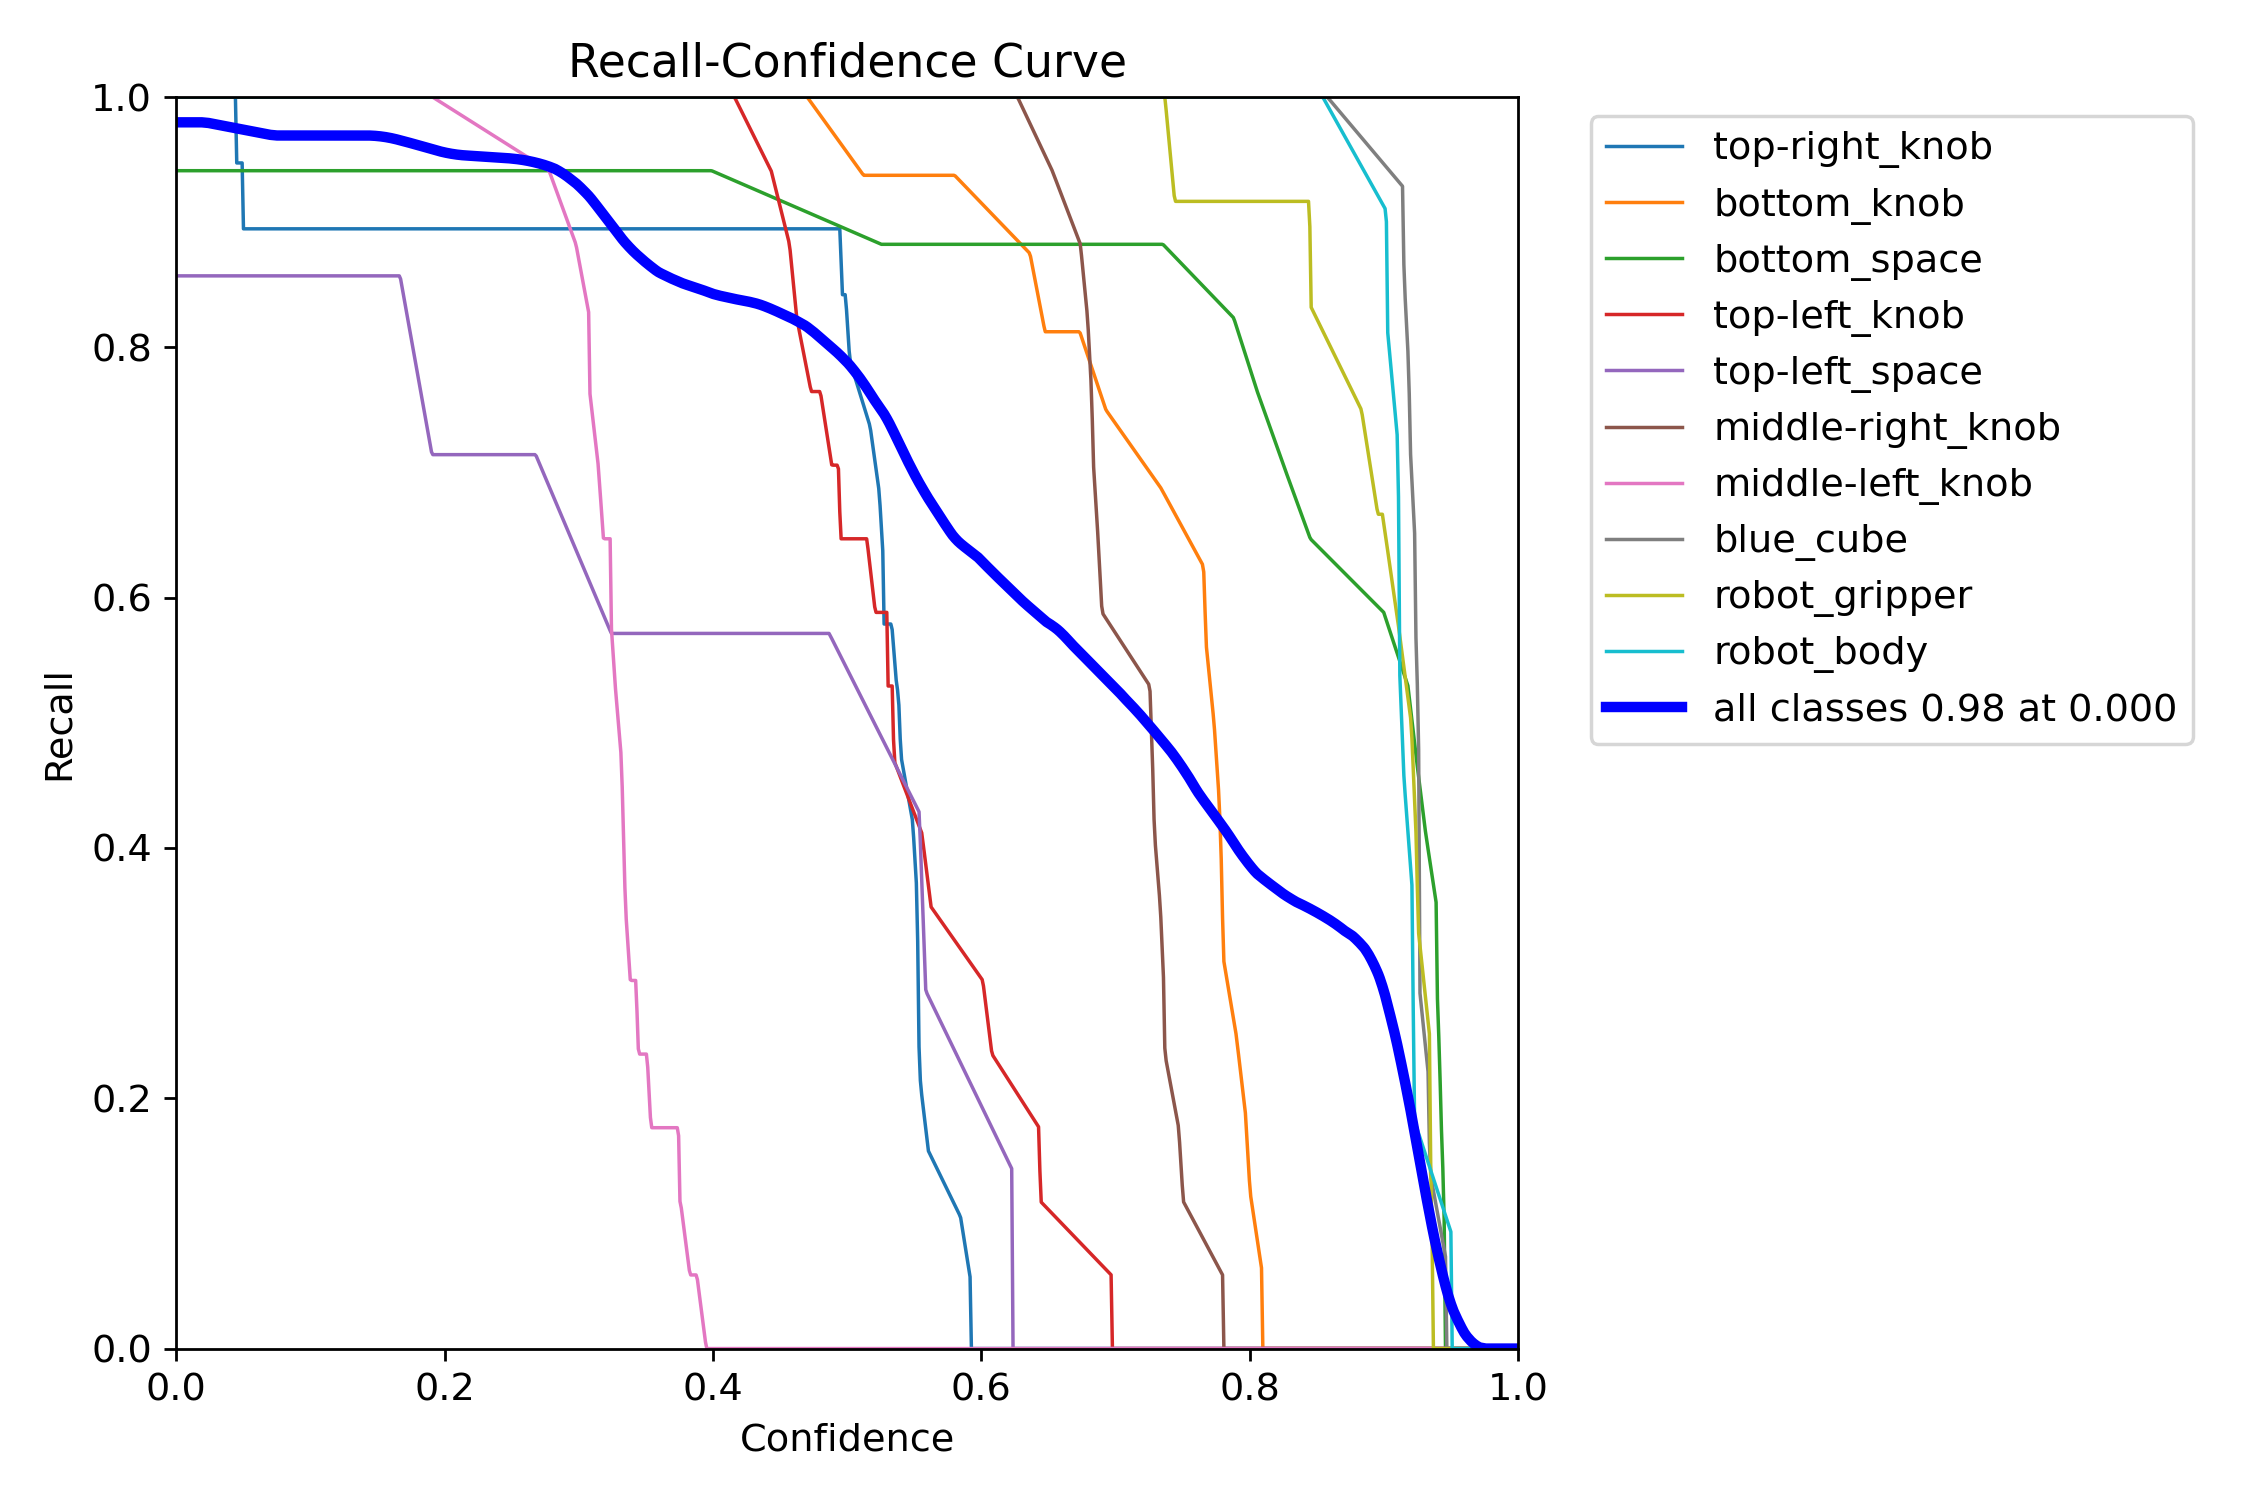 Recall-Confidence Curve
1.0
0.8
0.6
0.4
0.2
0.0
Recall
0.0 0.2 0.4 0.6 0.8 1.0
Confidence
top-right_knob
bottom_knob
bottom_space
top-left_knob
top-left_space
middle-right_knob
middle-left_knob
blue_cube
robot_gripper
robot_body
all classes 0.98 at 0.000